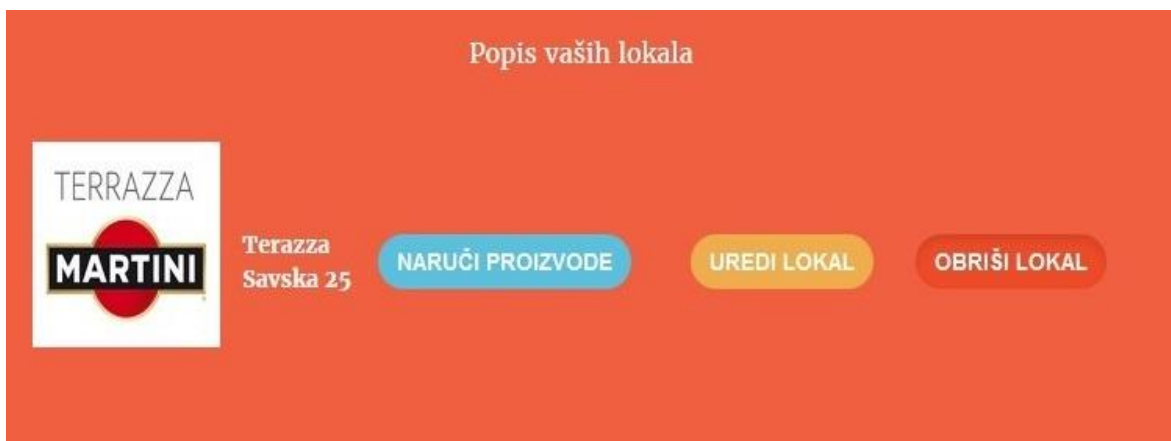 Popis vaših lokala
TERRAZZA
MARTINI
Terazza
Savska 25
NARUČI PROIZVODE
UREDI LOKAL
OBRIŠI LOKAL